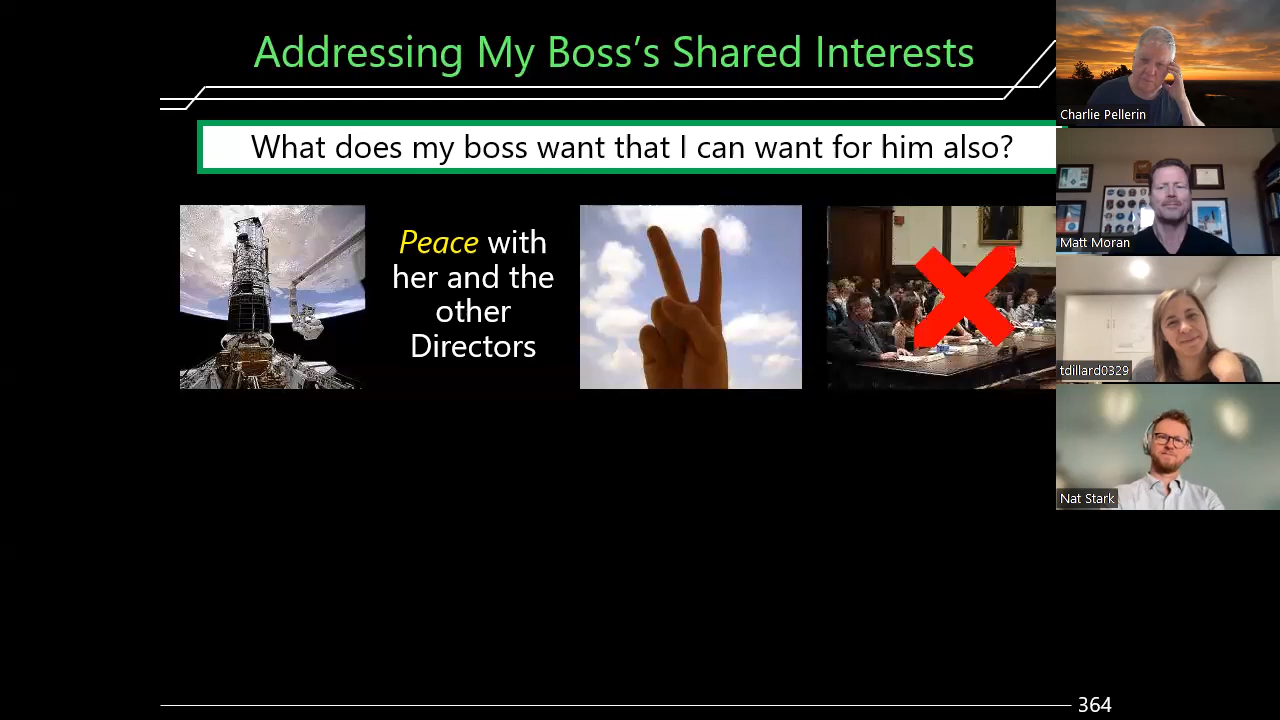 Addressing My Boss's Shared Interests
What does my boss want that I can want for him also?
Peace with
her and the
other
Directors
Charlie Pellerin
Matt Moran
tdillard0329
Nat Stark
364